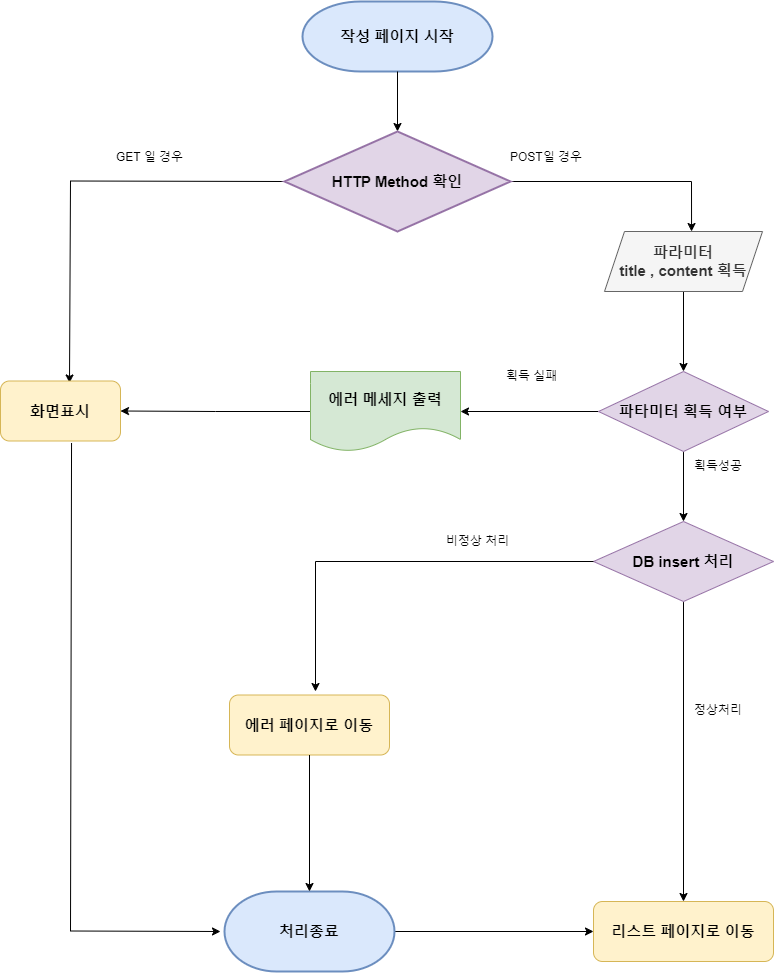 작성 페이지 시작
GET 일 경우
POST일 경우
HTTP Method 확인
파라미터
title , content 획득
획득 실패
에러 메세지 출력
화면표시
파타미터 획득 여부
획득성공
비정상 처리
DB insert 처리
정상처리
에러 페이지로 이동
처리종료
리스트 페이지로 이동